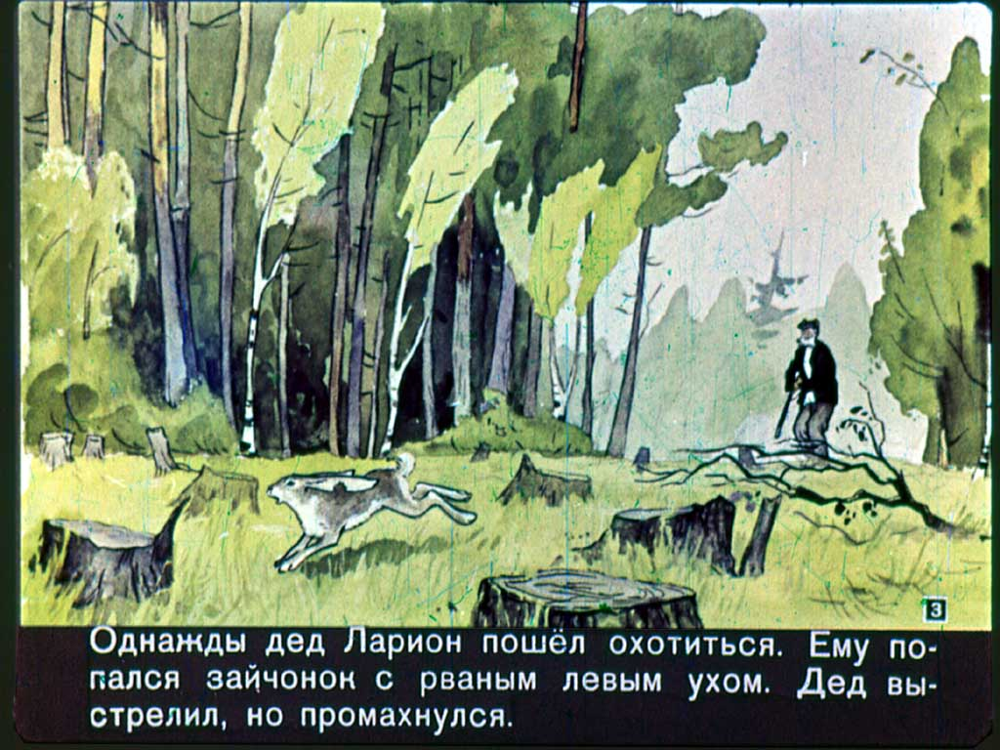 3
Однажды дед Ларион пошёл охотиться. Ему по-
пался зайчонок с рваным левым ухом. Дед вы-
стрелил, но промахнулся.